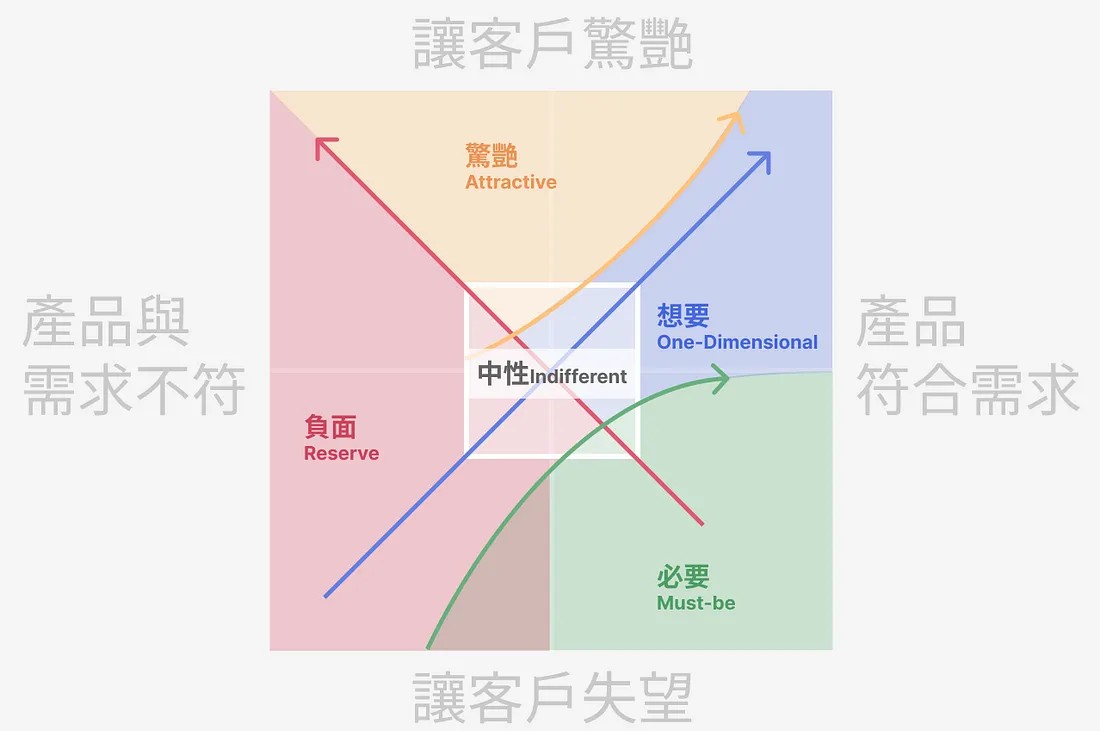 讓客戶驚艷
驚艷
Attractive
產品與
需求不符
想要
One-Dimensional
產品
符合需求
中性Indifferent
負面
Reserve
必要
Must-be
讓客戶失望